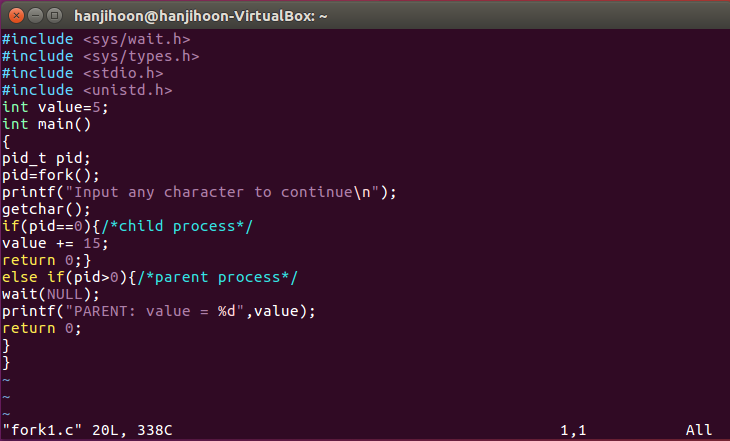 hanjihoon@hanjihoon-VirtualBox: ~
#include <sys/wait.h>
#include <sys/types.h>
#include <stdio.h>
#include <unistd.h>
int value=5;
int main()
{
pid_t pid;
pid=fork();
printf("Input any character to continue\n");
getchar();
if(pid==0){/*child process*/
value += 15;
return 0;}
else if(pid>0){/*parent process*/
wait(NULL);
printf("PARENT: value = %d",value);
return 0;
}
}
~
~
~
"fork1.c" 20L, 338C 1,1 All